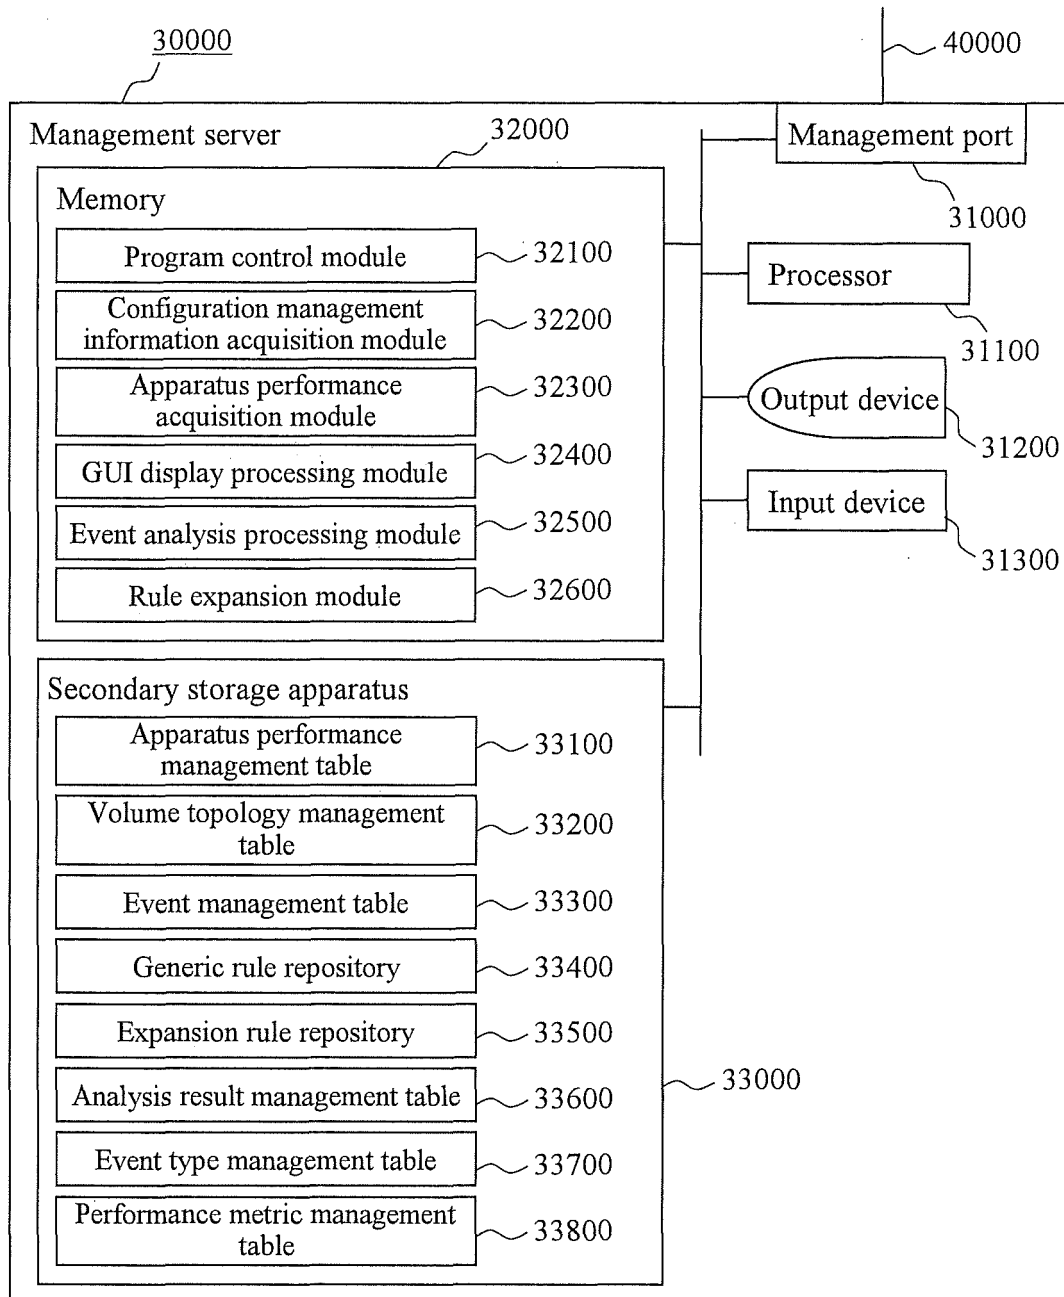 30000
40000
Management server
32000
Management port
31000
Memory
Program control module
32100
Configuration management
information acquisition module
32200
Apparatus performance
acquisition module
32300
GUI display processing module
32400
Event analysis processing module
32500
Rule expansion module
32600
Processor
31100
Output device
31200
Input device
31300
Secondary storage apparatus
Apparatus performance
management table
33100
Volume topology management
table
33200
Event management table
33300
Generic rule repository
33400
Expansion rule repository
33500
Analysis result management table
33600
Event type management table
33700
Performance metric management
table
33800
33000